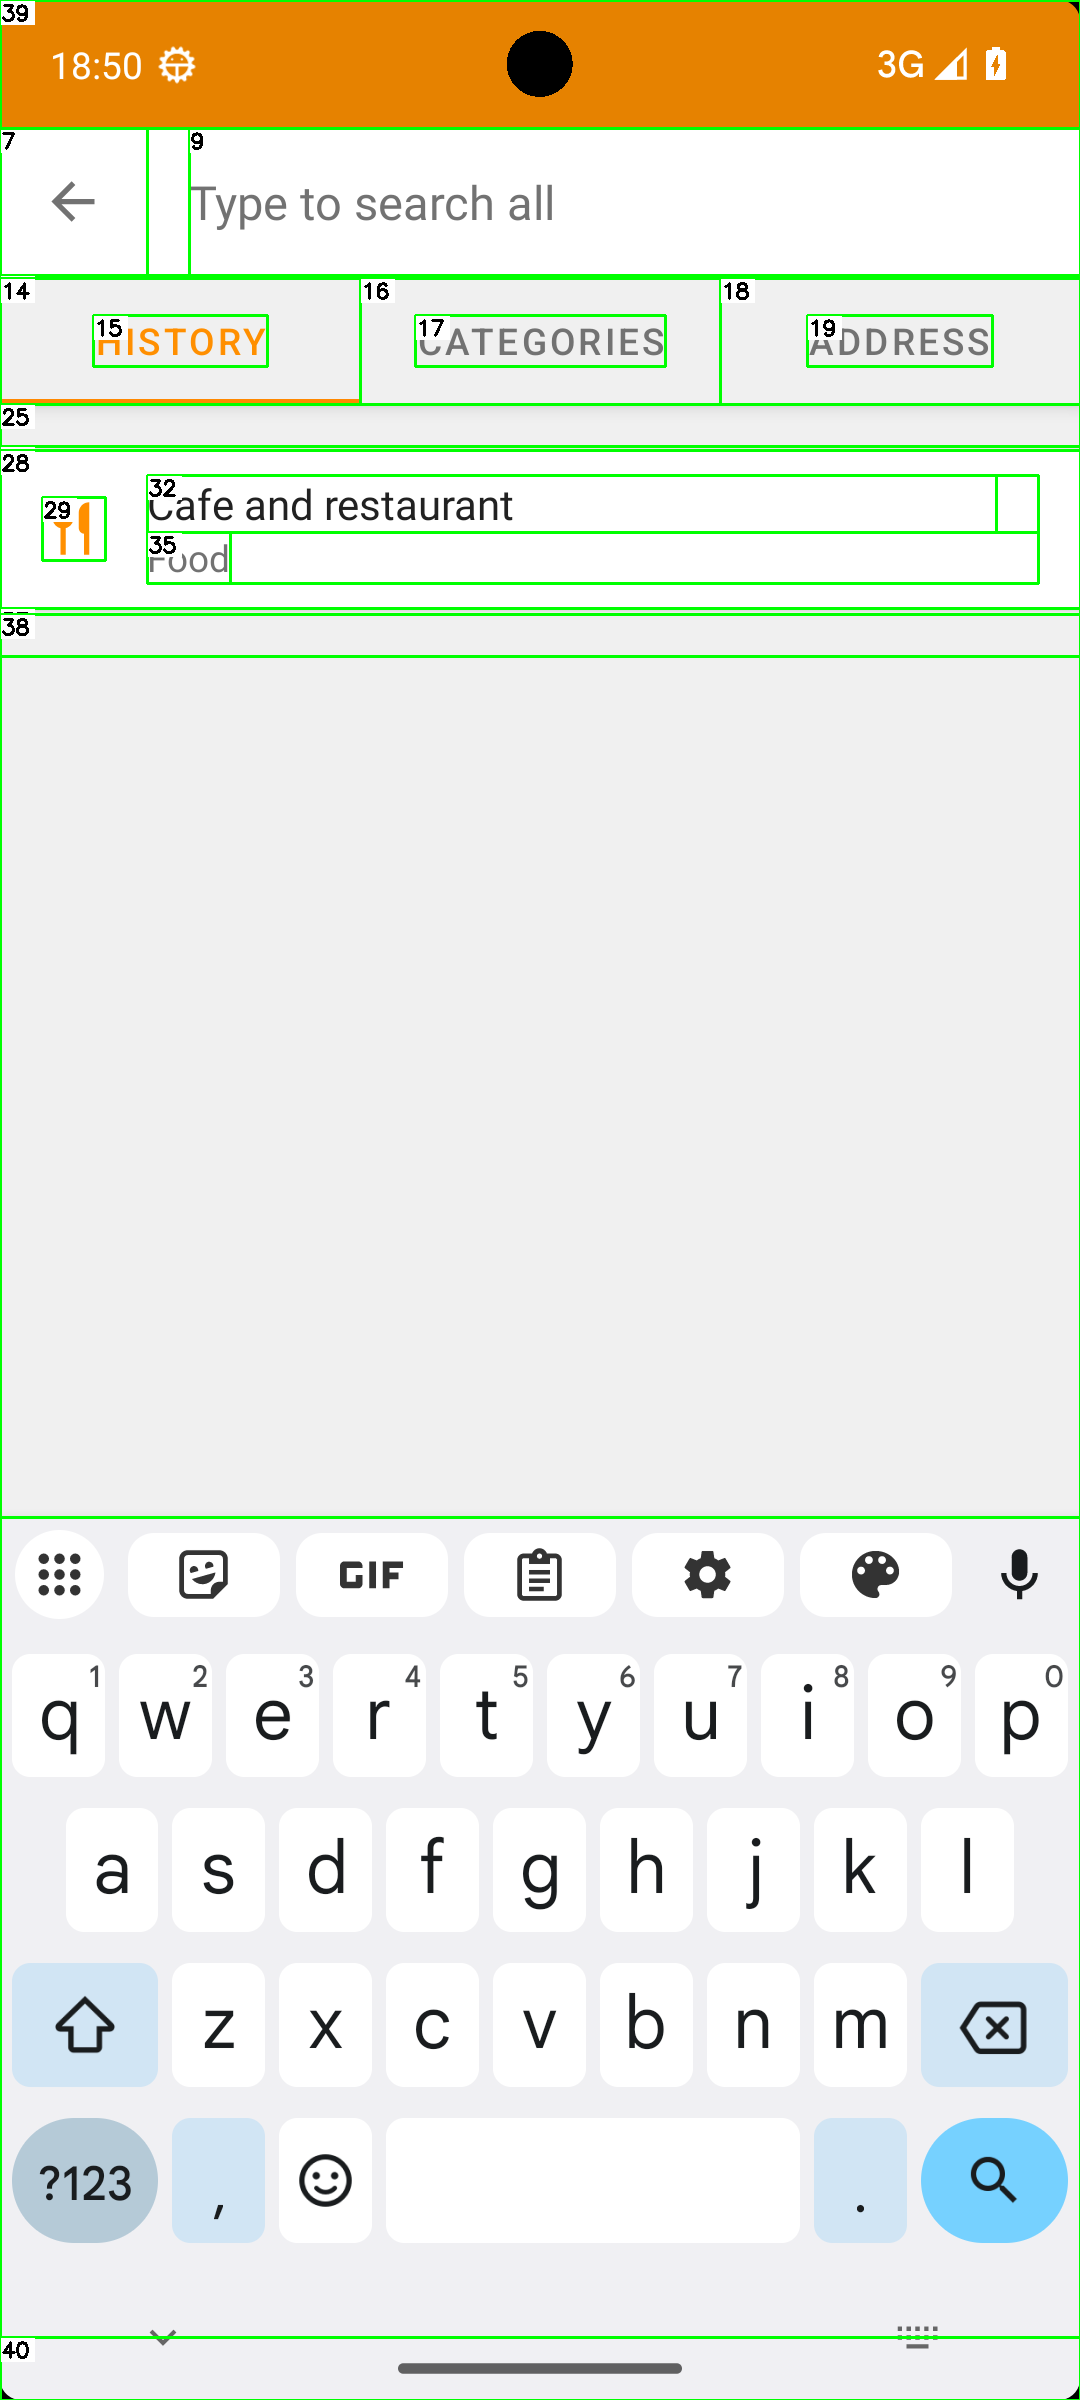 39
18:50 3G
7 9
Type to search all
14 16 18
15 HISTORY 17 CATEGORIES 19 ADDRESS
25
28
29 32 Cafe and restaurant
35 Food
38
GIF
q 1 w 2 e 3 r 4 t 5 y 6 u 7 i 8 o 9 p 0
a s d f g h j k l
z x c v b n m
?123 , .
40